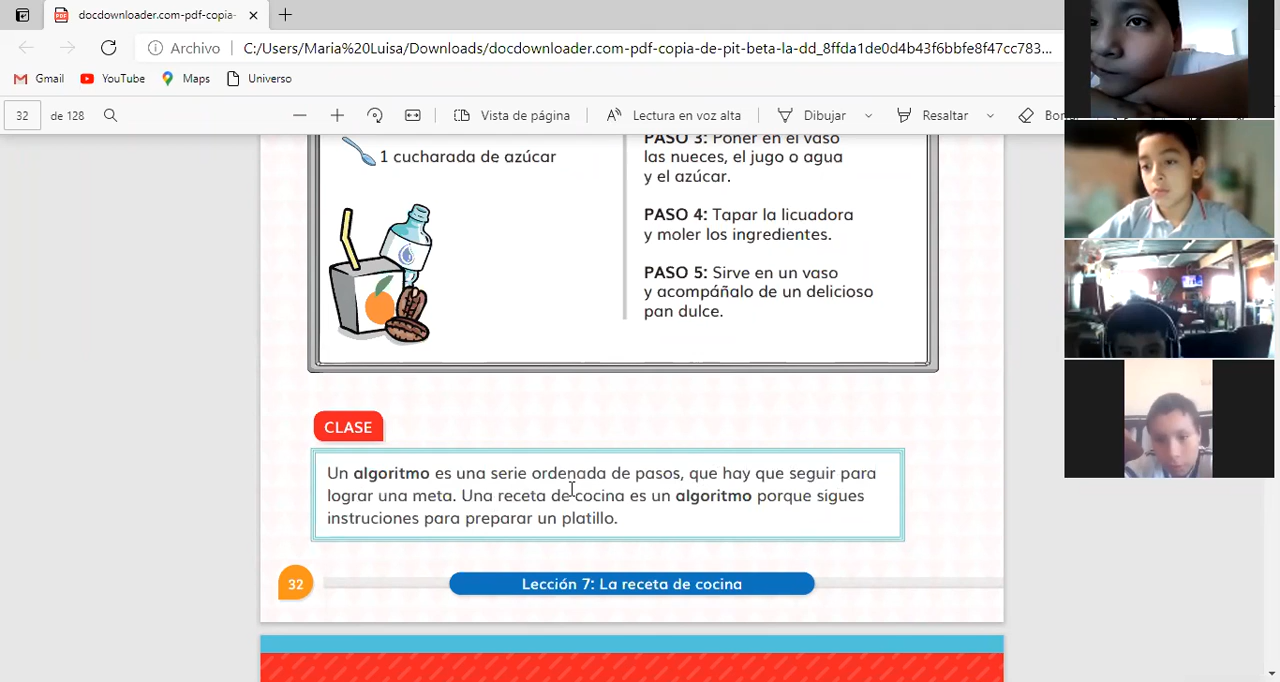 docdownloader.com-pdf-copia-
Archivo
C:/Users/Maria%20Luisa/Downloads/docdownloader.com-pdf-copia-de-pit-beta-la-dd_8ffda1de0d4b43f6bbfe8f47cc783...
Gmail YouTube Maps Universo
32 de 128 Vista de página Lectura en voz alta Dibujar Resaltar
1 cucharada de azúcar
PASO 3: Poner en el vaso
las nueces, el jugo o agua
y el azúcar.
PASO 4: Tapar la licuadora
y moler los ingredientes.
PASO 5: Sirve en un vaso
y acompáñalo de un delicioso
pan dulce.
CLASE
Un algoritmo es una serie ordenada de pasos, que hay que seguir para
lograr una meta. Una receta de cocina es un algoritmo porque sigues
instruciones para preparar un platillo.
32
Lección 7: La receta de cocina